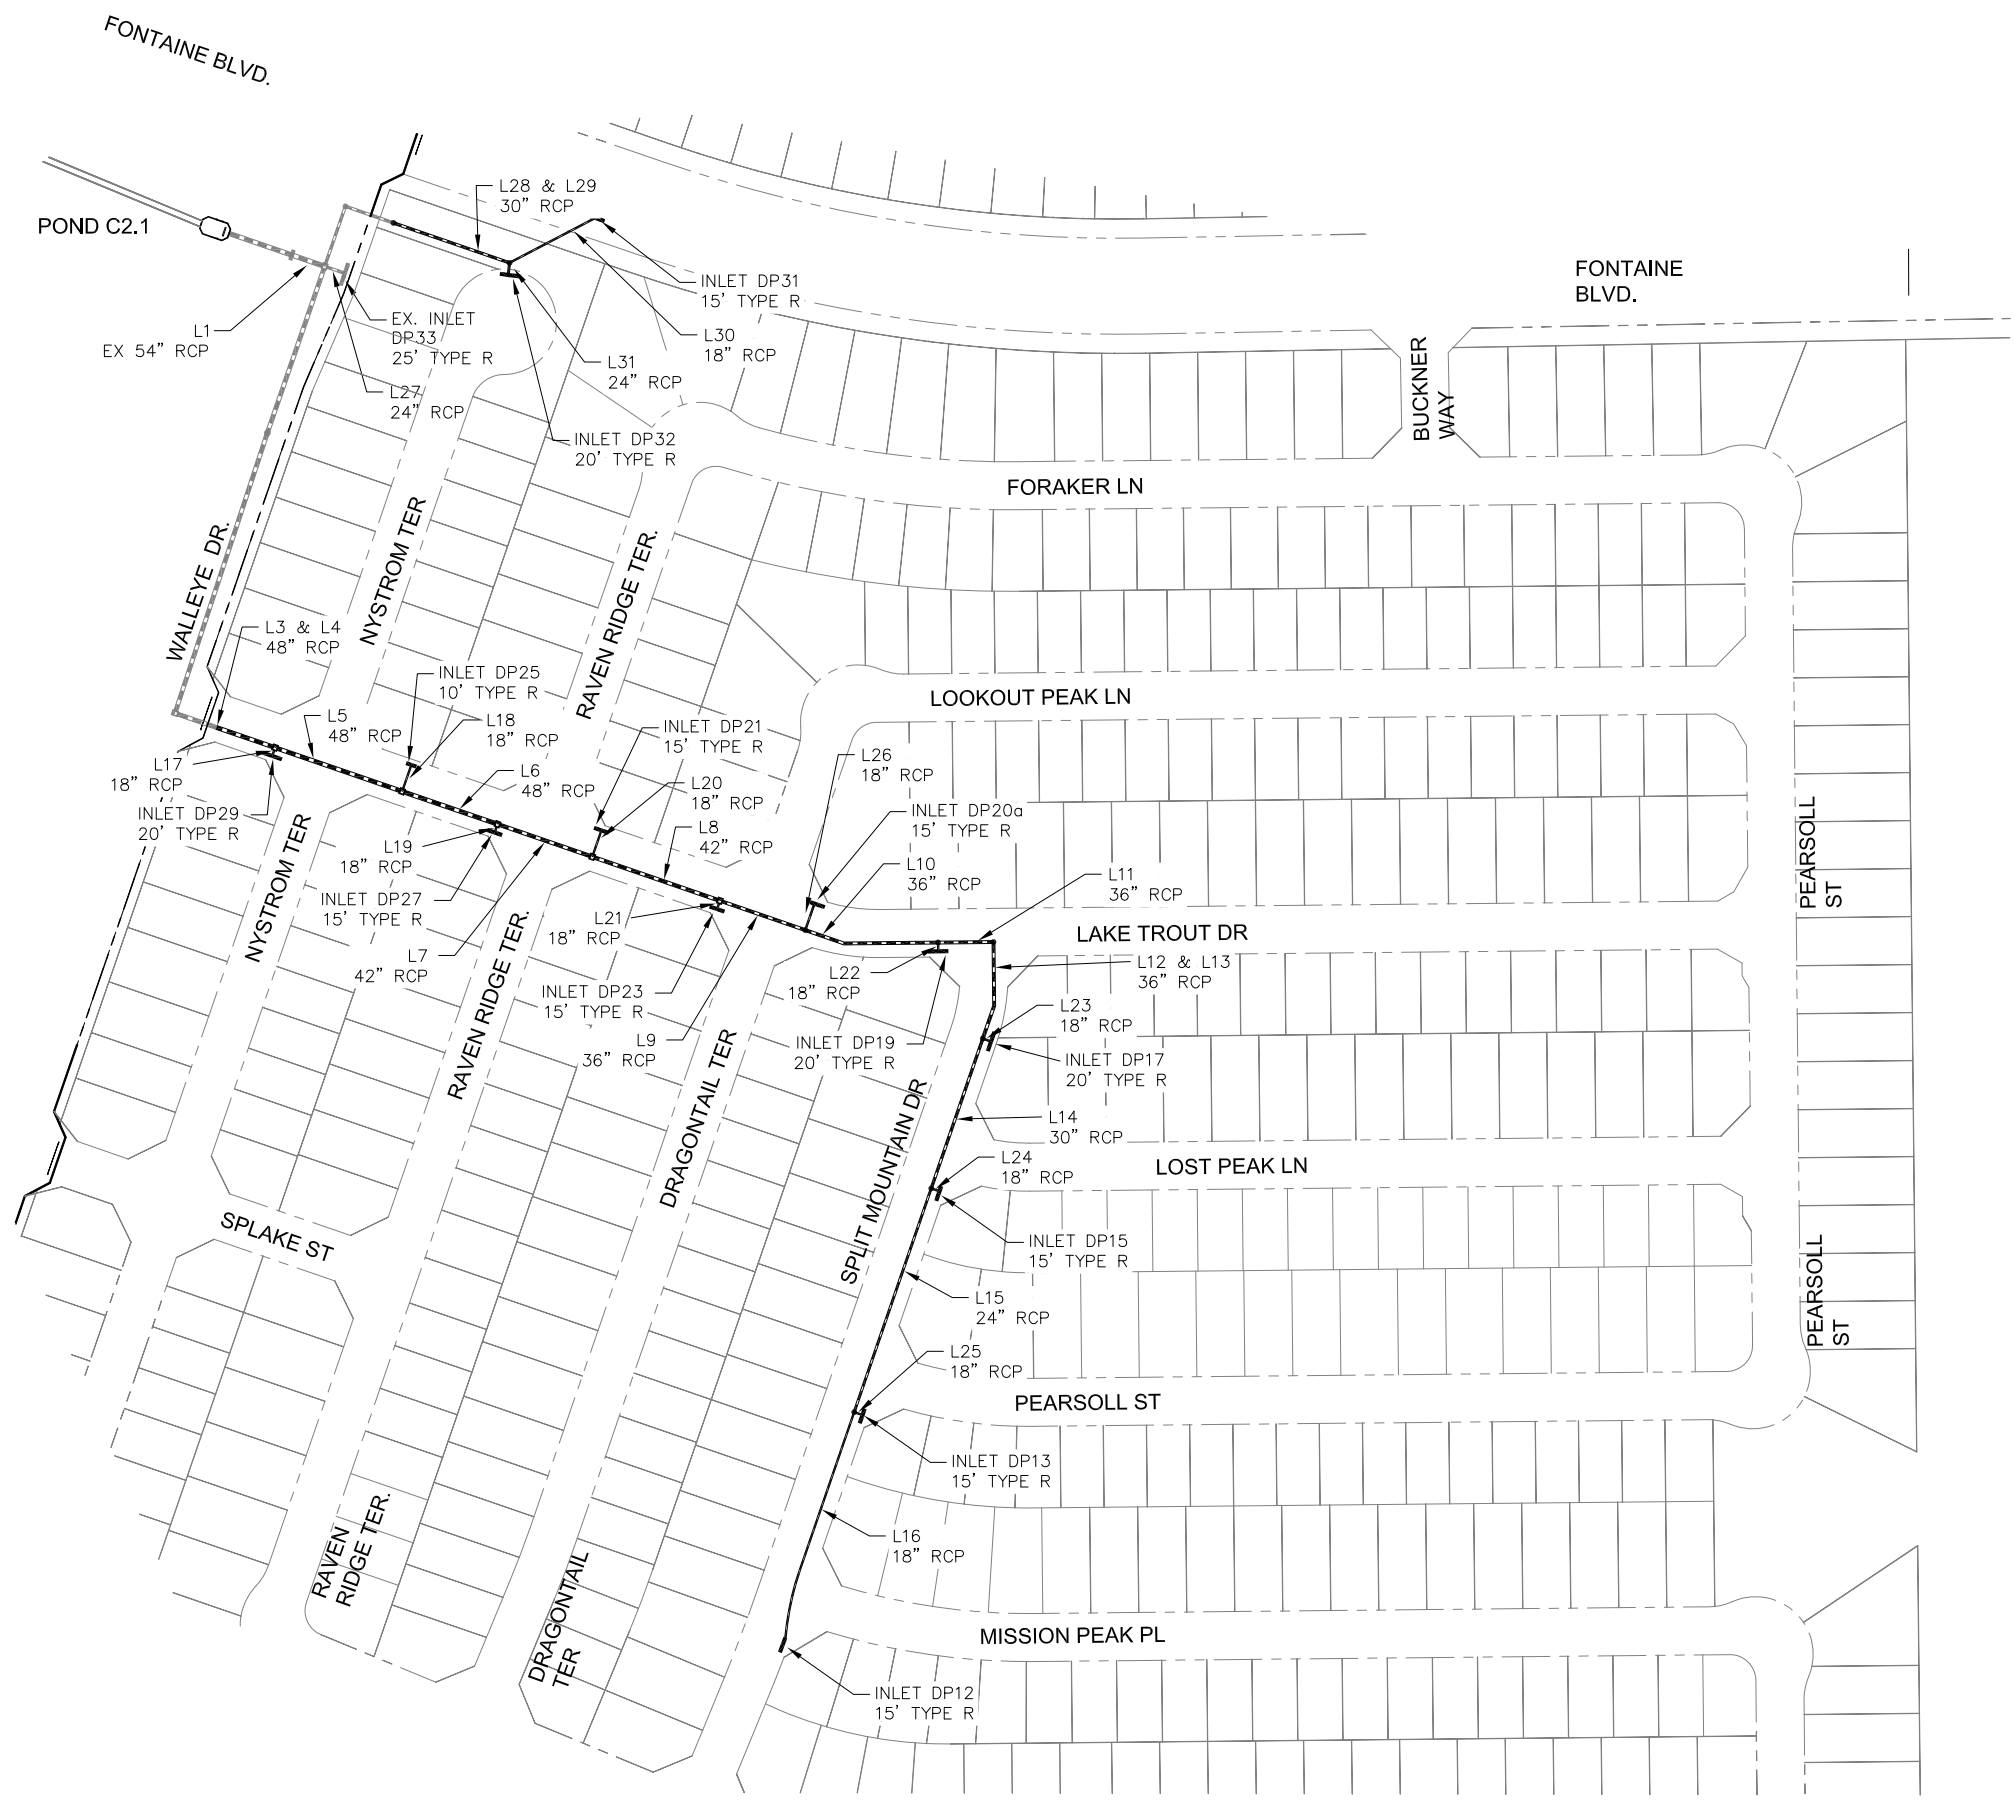 FONTAINE BLVD.
L28 & L29
30” RCP
POND C2.1
INLET DP31
15’ TYPE R
FONTAINE
BLVD.
L1
EX 54” RCP
EX. INLET
DP33
25’ TYPE R
L30
18” RCP
L31
24” RCP
L27
24” RCP
BUCKNER
WAY
INLET DP32
20’ TYPE R
FORAKER LN
WALLEYE DR.
NYSTROM TER
RAVEN RIDGE TER.
L3 & L4
48” RCP
INLET DP25
10’ TYPE R
LOOKOUT PEAK LN
L5
48” RCP
L18
18” RCP
INLET DP21
15’ TYPE R
L17
18” RCP
L6
48” RCP
L26
18” RCP
L20
18” RCP
INLET DP29
20’ TYPE R
INLET DP20a
15’ TYPE R
L8
42” RCP
PEARSOLL
ST
L19
18” RCP
L10
36” RCP
L11
36” RCP
NYSTROM TER
INLET DP27
15’ TYPE R
L21
18” RCP
LAKE TROUT DR
L7
42” RCP
RAVEN RIDGE TER.
L22
18” RCP
L12 & L13
36” RCP
INLET DP23
15’ TYPE R
L23
18” RCP
L9
36” RCP
INLET DP19
20’ TYPE R
INLET DP17
20’ TYPE R
DRAGONTAIL TER
SPLIT MOUNTAIN DR
L14
30” RCP
L24
18” RCP
LOST PEAK LN
SPLAKE ST
INLET DP15
15’ TYPE R
PEARSOLL
ST
L15
24” RCP
L25
18” RCP
PEARSOLL ST
INLET DP13
15’ TYPE R
RAVEN
RIDGE TER.
L16
18” RCP
DRAGONTAIL
TER
MISSION PEAK PL
INLET DP12
15’ TYPE R